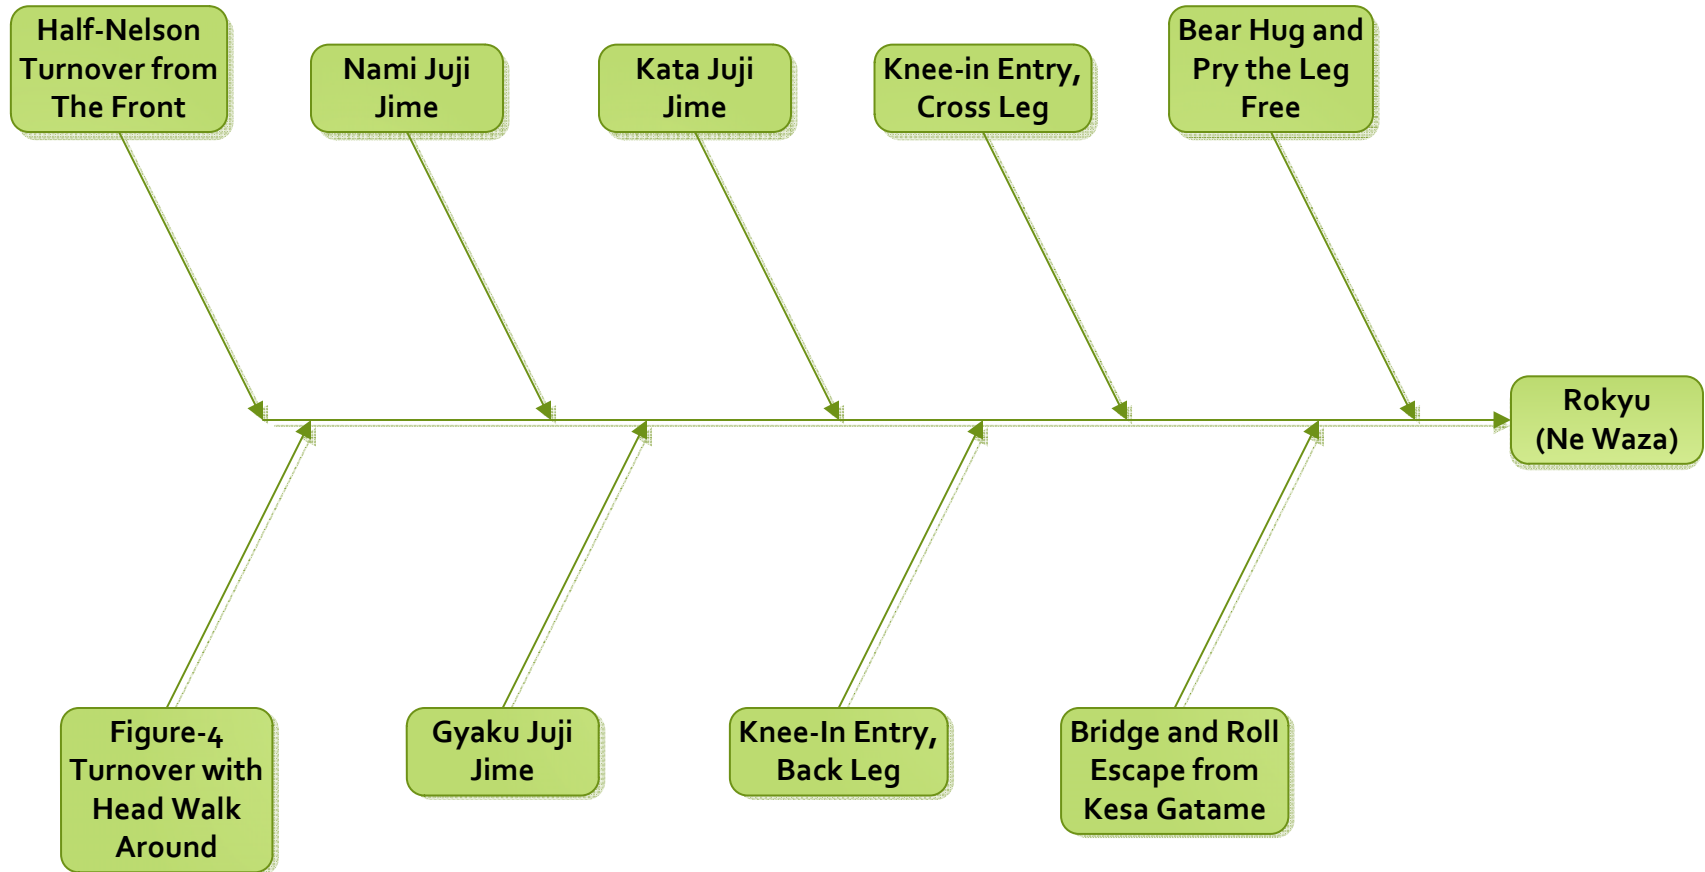 Half-Nelson
Turnover from
The Front
Nami Juji
Jime
Kata Juji
Jime
Knee-in Entry,
Cross Leg
Bear Hug and
Pry the Leg
Free
Rokyu
(Ne Waza)
Figure-4
Turnover with
Head Walk
Around
Gyaku Juji
Jime
Knee-In Entry,
Back Leg
Bridge and Roll
Escape from
Kesa Gatame